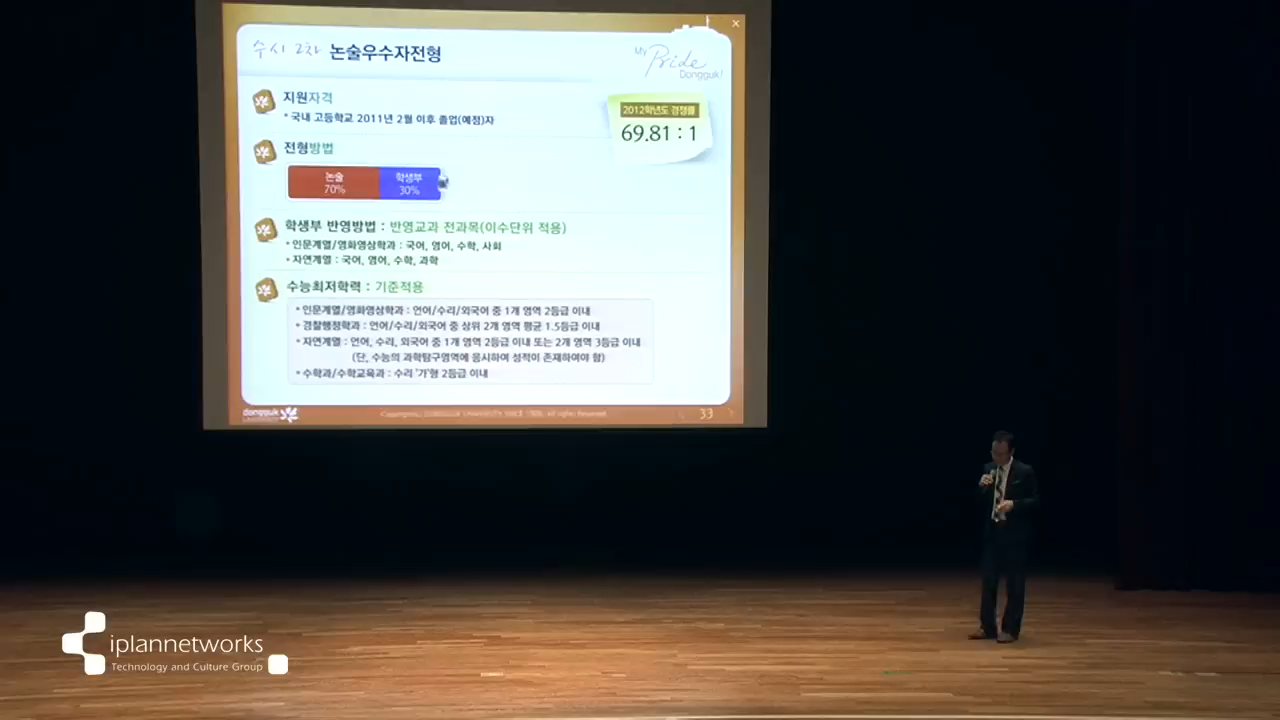 수시 2차 논술우수자전형
My Pride Dongguk!
지원자격
* 국내 고등학교 2011년 2월 이후 졸업(예정)자
2012학년도 경쟁률
69.81 : 1
전형방법
논술 70%
학생부 30%
학생부 반영방법 : 반영교과 전과목(이수단위 적용)
* 인문계열/영화영상학과 : 국어, 영어, 수학, 사회
* 자연계열 : 국어, 영어, 수학, 과학
수능최저학력 : 기준적용
* 인문계열/영화영상학과 : 언어/수리/외국어 중 1개 영역 2등급 이내
* 경찰행정학과 : 언어/수리/외국어 중 상위 2개 영역 평균 1.5등급 이내
* 자연계열 : 언어, 수리, 외국어 중 1개 영역 2등급 이내 또는 2개 영역 3등급 이내
(단, 수능의 과학탐구영역에 응시하여 성적이 존재하여야 함)
* 수학과/수학교육과 : 수리 '가'형 2등급 이내
dongguk
33
iplannetworks
Technology and Culture Group